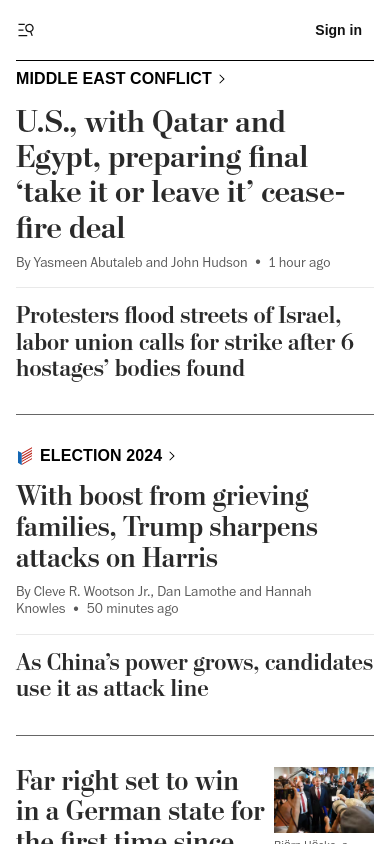 Sign in
MIDDLE EAST CONFLICT
U.S., with Qatar and
Egypt, preparing final
‘take it or leave it’ cease-
fire deal
By Yasmeen Abutaleb and John Hudson • 1 hour ago
Protesters flood streets of Israel,
labor union calls for strike after 6
hostages’ bodies found
ELECTION 2024
With boost from grieving
families, Trump sharpens
attacks on Harris
By Cleve R. Wootson Jr., Dan Lamothe and Hannah
Knowles • 50 minutes ago
As China’s power grows, candidates
use it as attack line
Far right set to win
in a German state for
the first time since